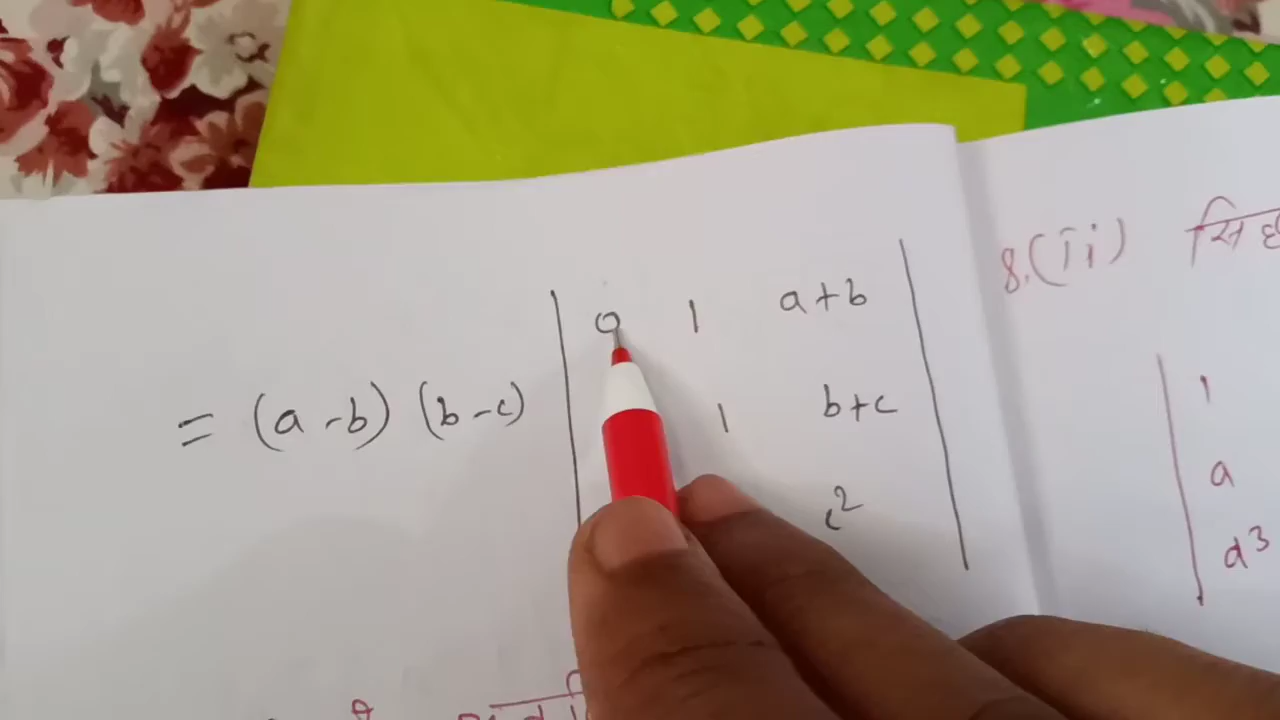 0 1 a+b
= (a-b) (b-c) 1 b+c
c²
8.(ii)
1
a
a³